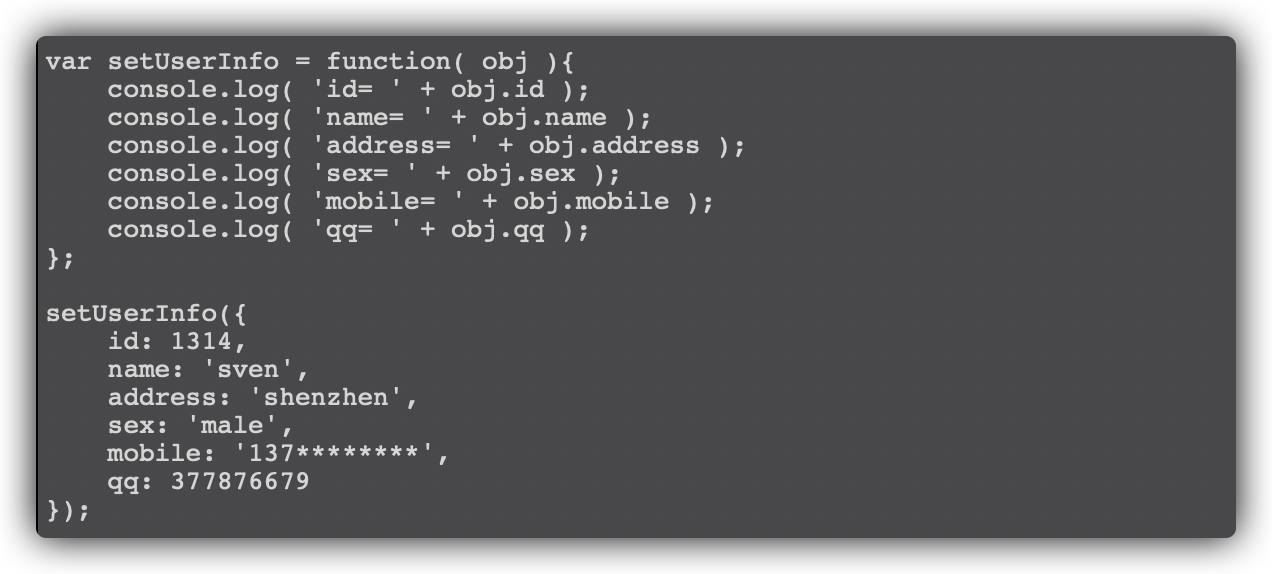 var setUserInfo = function( obj ){
    console.log( 'id= ' + obj.id );
    console.log( 'name= ' + obj.name );
    console.log( 'address= ' + obj.address );
    console.log( 'sex= ' + obj.sex );
    console.log( 'mobile= ' + obj.mobile );
    console.log( 'qq= ' + obj.qq );
};

setUserInfo({
    id: 1314,
    name: 'sven',
    address: 'shenzhen',
    sex: 'male',
    mobile: '137********',
    qq: 377876679
});